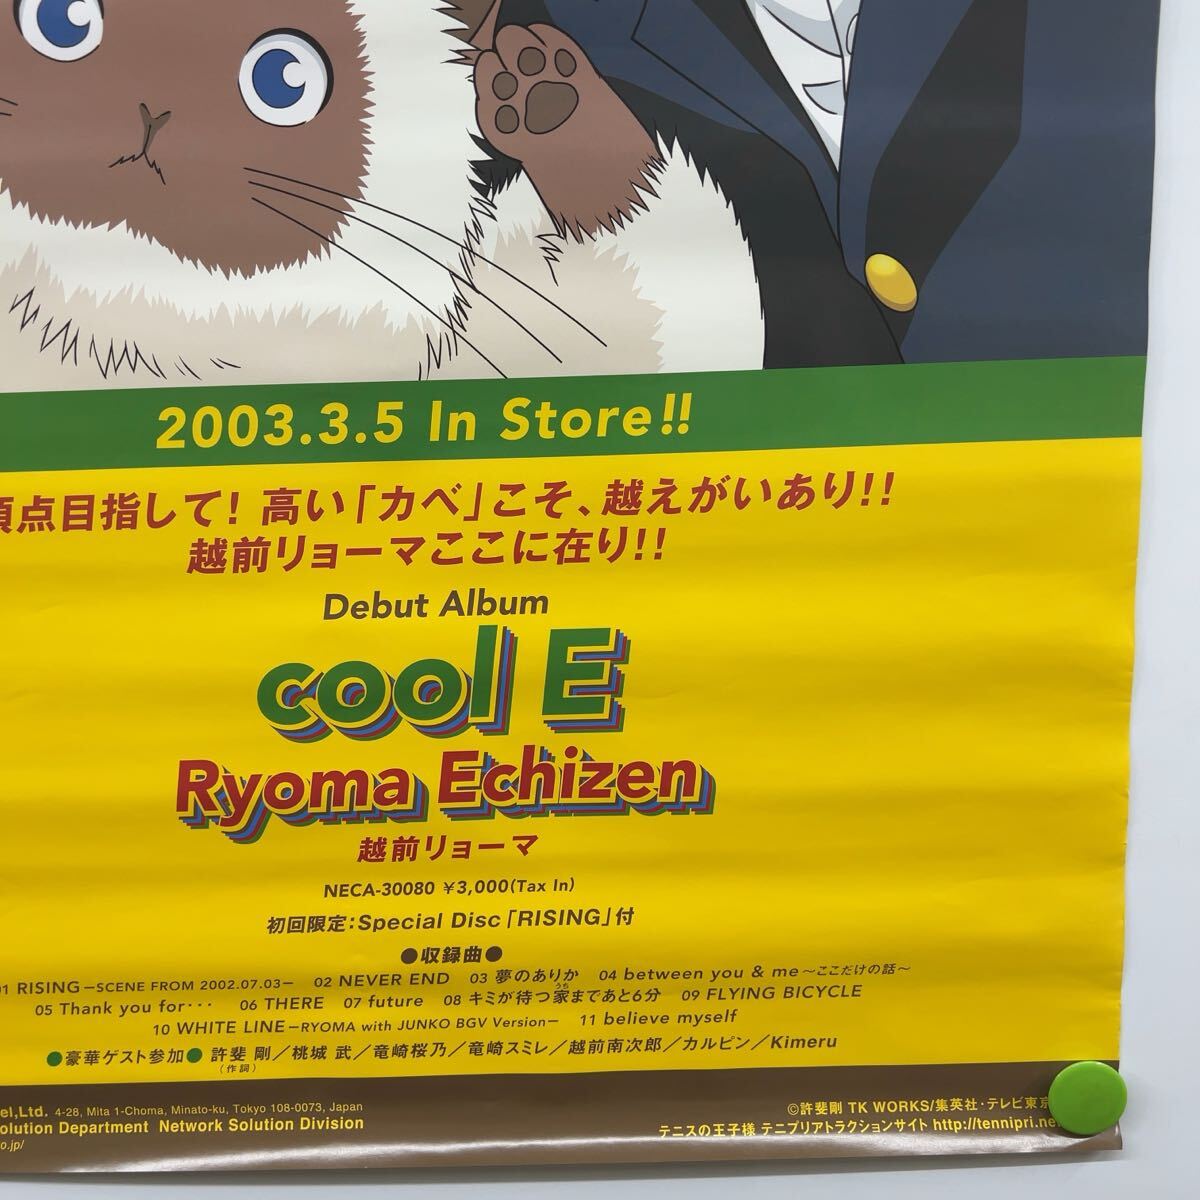 2003.3.5 In Store!!
頂点目指して! 高い「カベ」こそ、越えがいあり!!
越前リョーマここに在り!!
Debut Album
cool E
Ryoma Echizen
越前リョーマ
NECA-30080 ¥3,000(Tax In)
初回限定:Special Disc「RISING」付
●収録曲●
01 RISING－SCENE FROM 2002.07.03－ 02 NEVER END 03 夢のありか 04 between you & me～ここだけの話～
05 Thank you for･･･ 06 THERE 07 future 08 キミが待つ家まであと6分 09 FLYING BICYCLE
うち
10 WHITE LINE－RYOMA with JUNKO BGV Version－ 11 believe myself
●豪華ゲスト参加● 許斐 剛／桃城 武／竜崎桜乃／竜崎スミレ／越前南次郎／カルピン／Kimeru
(作詞)
el,Ltd. 4-28, Mita 1-Choma, Minato-ku, Tokyo 108-0073, Japan
olution Department Network Solution Division
o.jp/
©許斐剛 TK WORKS/集英社・テレビ東京
テニスの王子様 テニプリアトラクションサイト http://tennipri.ne